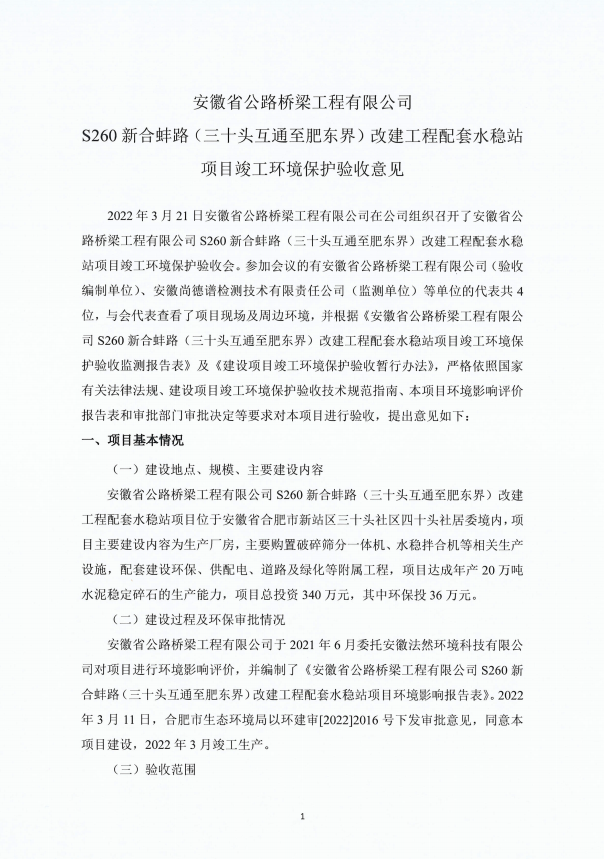 安徽省公路桥梁工程有限公司
S260 新合蚌路（三十头互通至肥东界）改建工程配套水稳站
项目竣工环境保护验收意见
2022 年 3 月 21 日安徽省公路桥梁工程有限公司在公司组织召开了安徽省公
路桥梁工程有限公司 S260 新合蚌路（三十头互通至肥东界）改建工程配套水稳
站项目竣工环境保护验收会。参加会议的有安徽省公路桥梁工程有限公司（验收
编制单位）、安徽尚德谱检测技术有限责任公司（监测单位）等单位的代表共 4
位，与会代表查看了项目现场及周边环境，并根据《安徽省公路桥梁工程有限公
司 S260 新合蚌路（三十头互通至肥东界）改建工程配套水稳站项目竣工环境保
护验收监测报告表》及《建设项目竣工环境保护验收暂行办法》，严格依照国家
有关法律法规、建设项目竣工环境保护验收技术规范指南、本项目环境影响评价
报告表和审批部门审批决定等要求对本项目进行验收，提出意见如下：
一、项目基本情况
（一）建设地点、规模、主要建设内容
安徽省公路桥梁工程有限公司 S260 新合蚌路（三十头互通至肥东界）改建
工程配套水稳站项目位于安徽省合肥市新站区三十头社区四十头社居委境内，项
目主要建设内容为生产厂房，主要购置破碎筛分一体机、水稳拌合机等相关生产
设施，配套建设环保、供配电、道路及绿化等附属工程，项目达成年产 20 万吨
水泥稳定碎石的生产能力，项目总投资 340 万元，其中环保投 36 万元。
（二）建设过程及环保审批情况
安徽省公路桥梁工程有限公司于 2021 年 6 月委托安徽法然环境科技有限公
司对项目进行环境影响评价，并编制了《安徽省公路桥梁工程有限公司 S260 新
合蚌路（三十头互通至肥东界）改建工程配套水稳站项目环境影响报告表》。2022
年 3 月 11 日，合肥市生态环境局以环建审[2022]2016 号下发审批意见，同意本
项目建设，2022 年 3 月竣工生产。
（三）验收范围
1